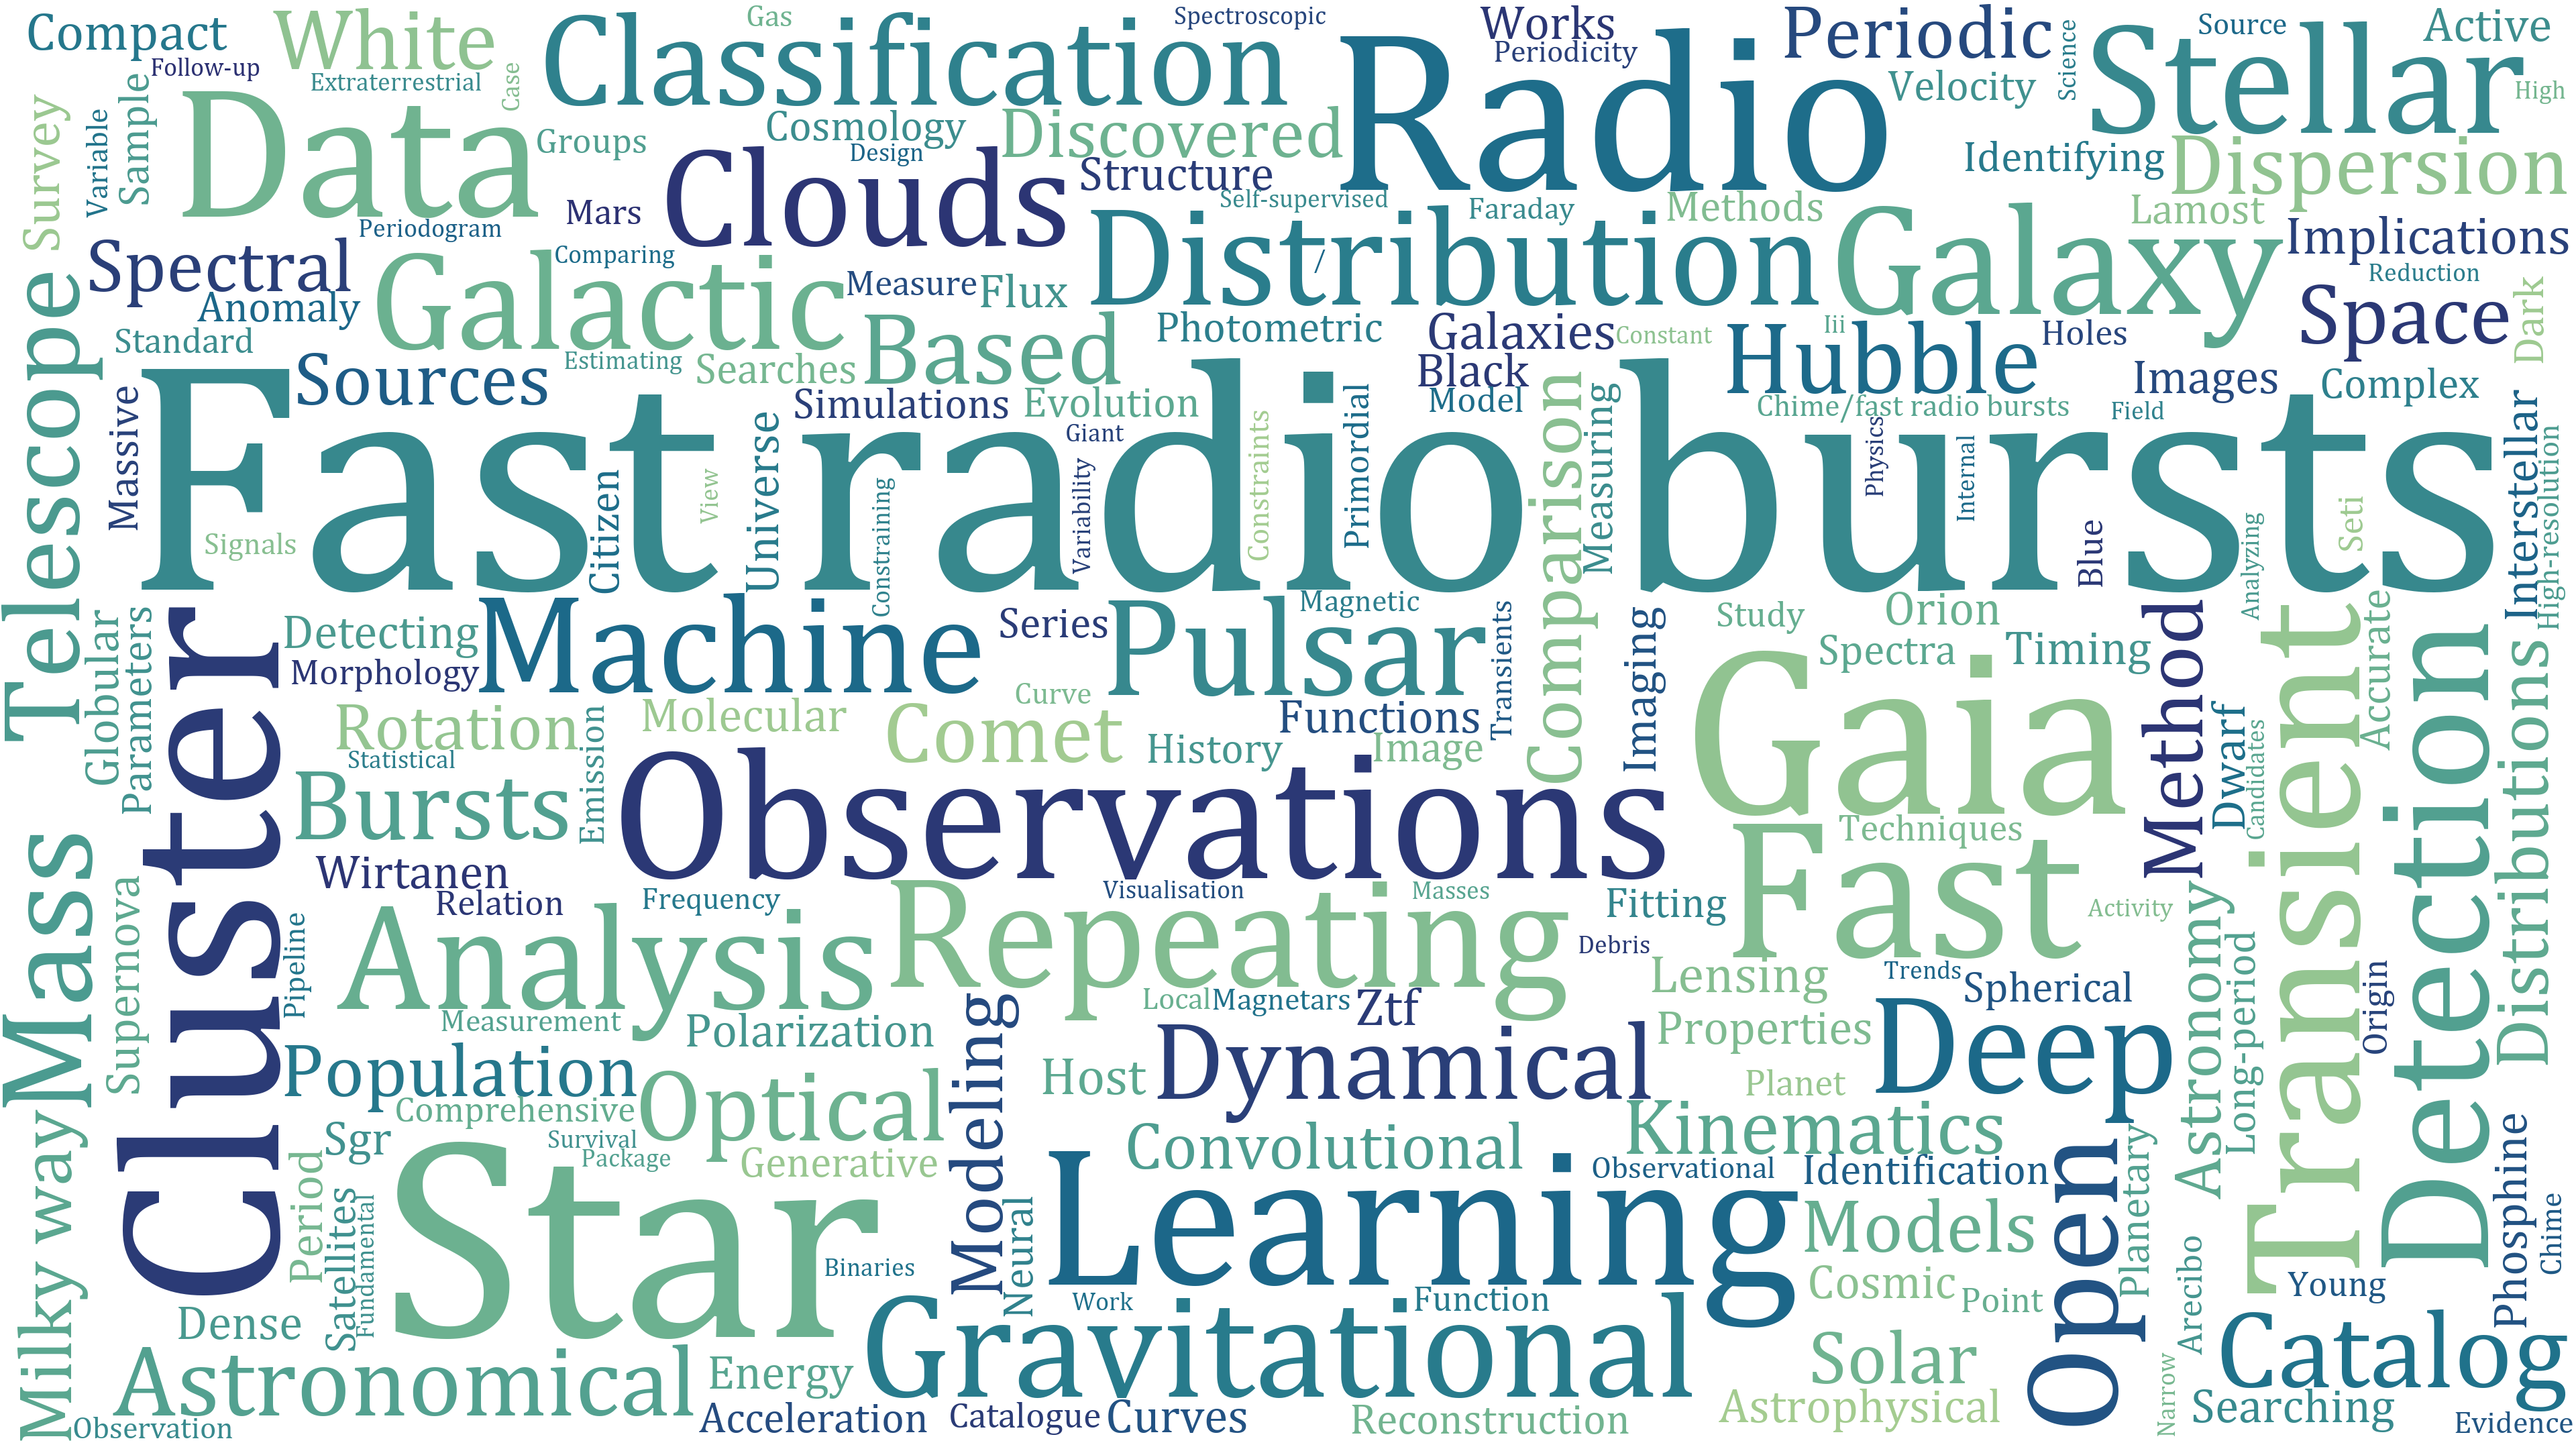 Compact
White
Gas
Spectroscopic
Works
Periodic
Source
Active
Classification
Radio
Periodicity
Science
Stellar
Follow-up
Extraterrestrial
Case
Velocity
High
Survey
Variable
Sample
Data
Groups
Cosmology
Discovered
Design
Clouds
Structure
Identifying
Dispersion
Periodogram
Mars
Self-supervised
Faraday
Methods
Lamost
Spectral
Galactic
Comparing
Distribution
/
Galaxy
Implications
Reduction
Anomaly
Measure
Flux
Space
Dark
Telescope
Standard
Estimating
Searches
Based
Photometric
Galaxies
Constant
Hubble
Iii
Holes
Sources
Black
Images
Complex
Massive
Simulations
Evolution
Model
Chime/fast radio bursts
Field
Fast radio bursts
Giant
Signals
Citizen
View
Universe
Constraining
Variability
Constraints
Primordial
Comparison
Measuring
Physics
Internal
Blue
Analyzing
Seti
Interstellar
High-resolution
Cluster
Globular
Parameters
Detecting
Morphology
Machine
Series
Pulsar
Magnetic
Transients
Imaging
Study
Orion
Spectra
Timing
Method
Transient
Accurate
Detection
Distributions
Rotation
Molecular
Comet
Curve
Functions
History
Image
Gaia
Dwarf
Candidates
Statistical
Bursts
Emission
Observations
Fast
Techniques
Mass
Supernova
Wirtanen
Relation
Frequency
Visualisation
Masses
Fitting
Activity
Pipeline
Analysis
Repeating
Debris
Lensing
Trends
Spherical
Astronomy
Long-period
Origin
Measurement
Polarization
Modeling
Local
Magnetars
Ztf
Properties
Deep
Population
Comprehensive
Optical
Host
Dynamical
Planet
Kinematics
Milky way
Period
Sgr
Survival
Package
Generative
Convolutional
Observational
Identification
Open
Planetary
Phosphine
Chime
Satellites
Fundamental
Star
Binaries
Neural
Learning
Models
Arecibo
Dense
Work
Function
Cosmic
Point
Young
Astronomical
Energy
Gravitational
Solar
Narrow
Catalog
Observation
Acceleration
Catalogue
Curves
Reconstruction
Astrophysical
Searching
Evidence